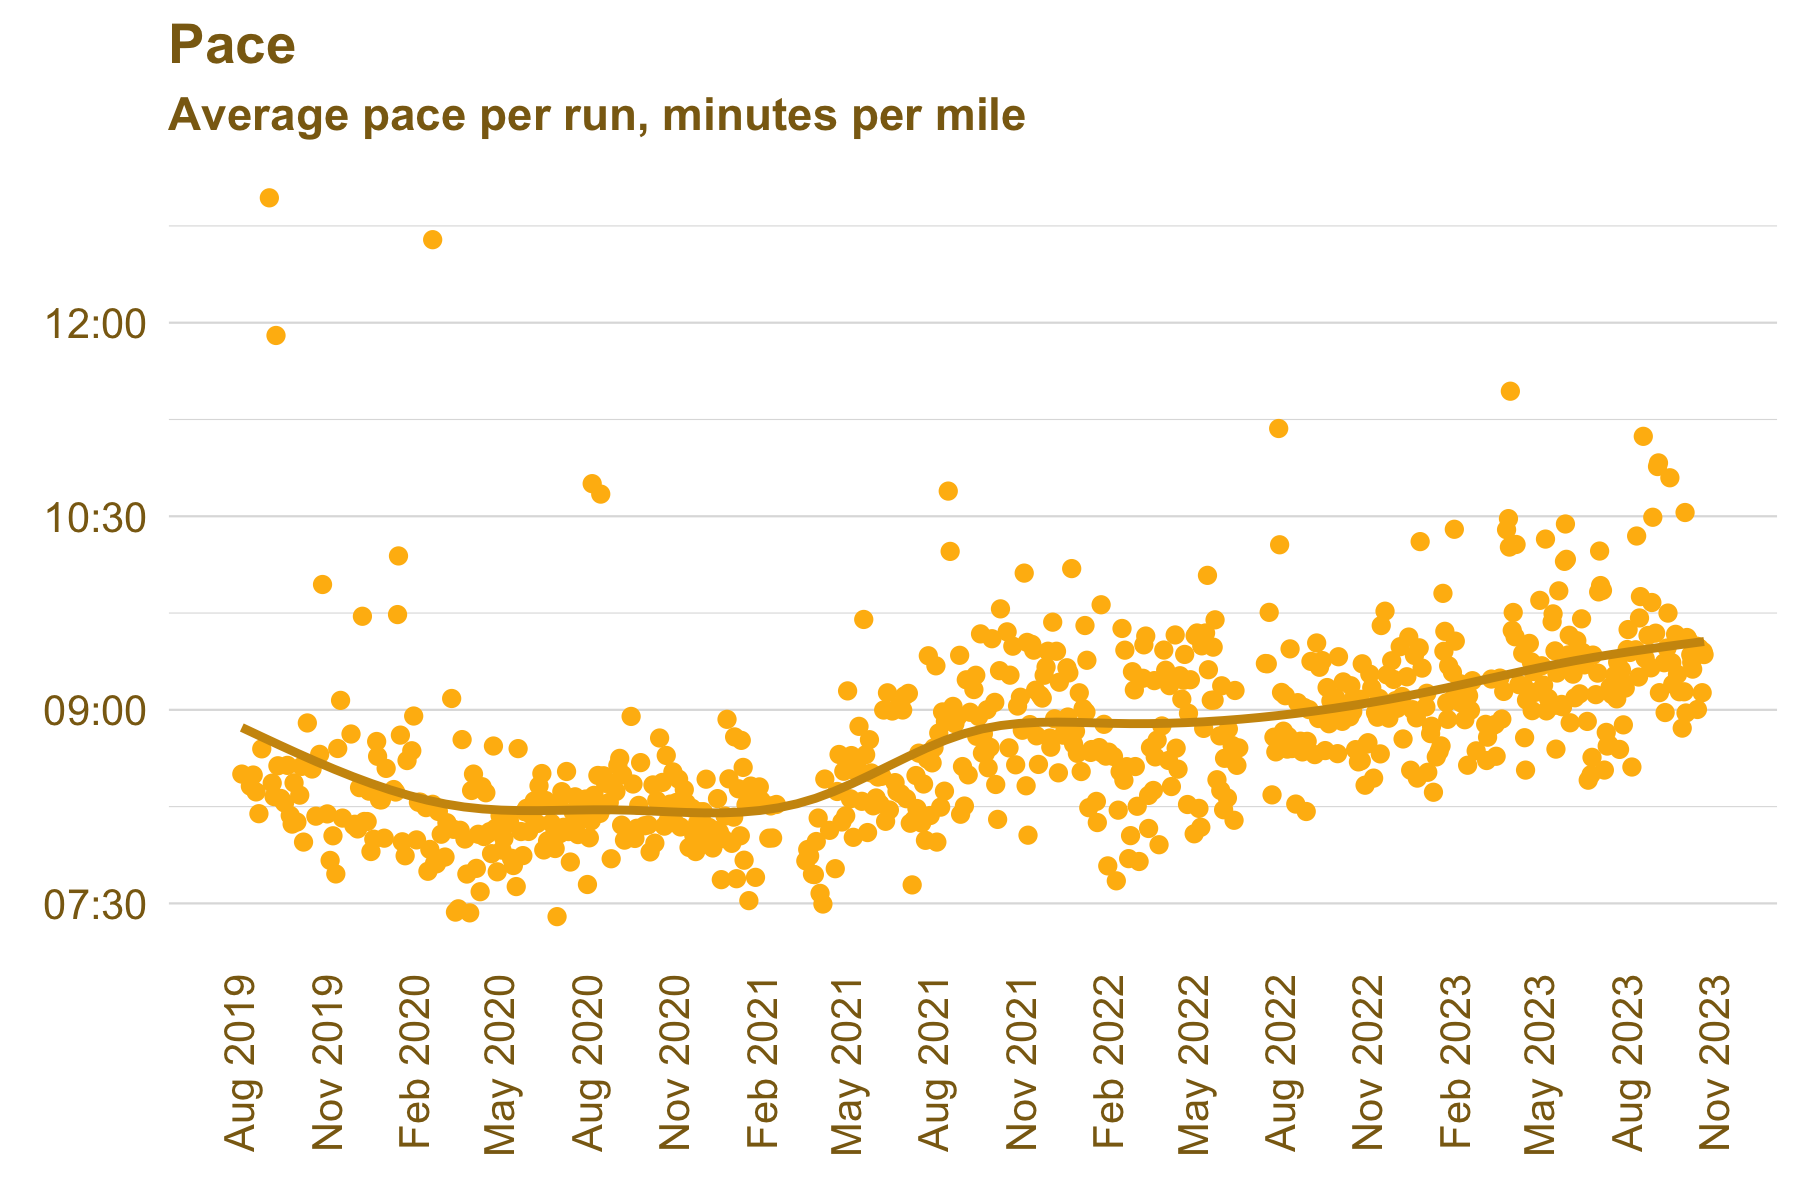 Pace
Average pace per run, minutes per mile
12:00
10:30
09:00
07:30
Aug 2019
Nov 2019
Feb 2020
May 2020
Aug 2020
Nov 2020
Feb 2021
May 2021
Aug 2021
Nov 2021
Feb 2022
May 2022
Aug 2022
Nov 2022
Feb 2023
May 2023
Aug 2023
Nov 2023